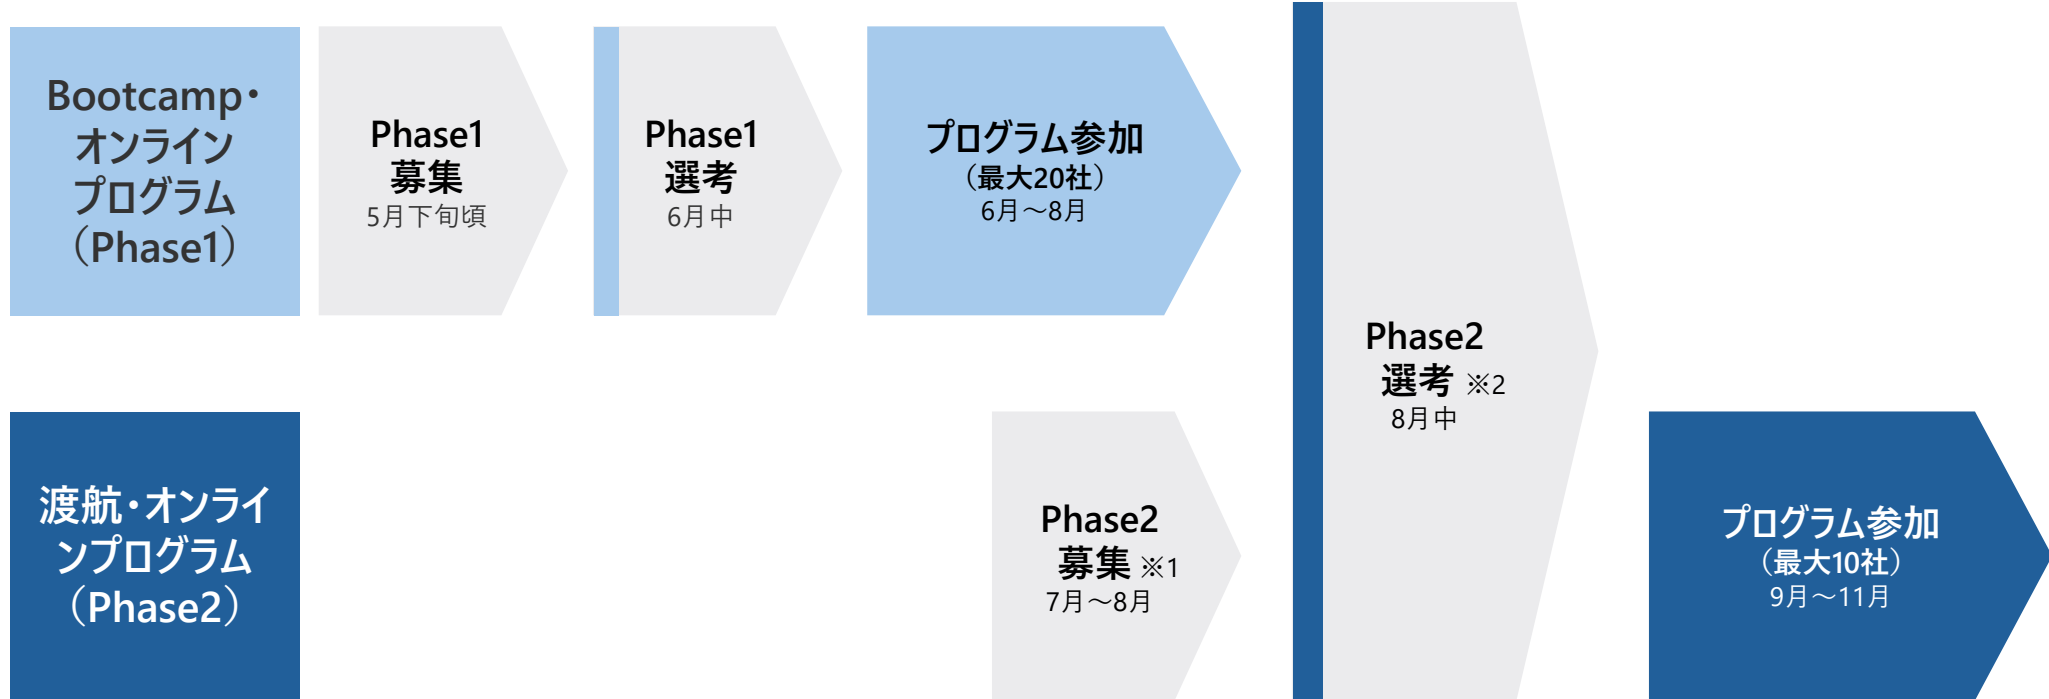 Bootcamp・
オンライン
プログラム
（Phase1）
Phase1
募集
5月下旬頃
Phase1
選考
6月中
プログラム参加
（最大20社）
6月～8月
Phase2
選考 ※2
8月中
渡航・オンライ
ンプログラム
（Phase2）
Phase2
募集 ※1
7月～8月
プログラム参加
（最大10社）
9月～11月